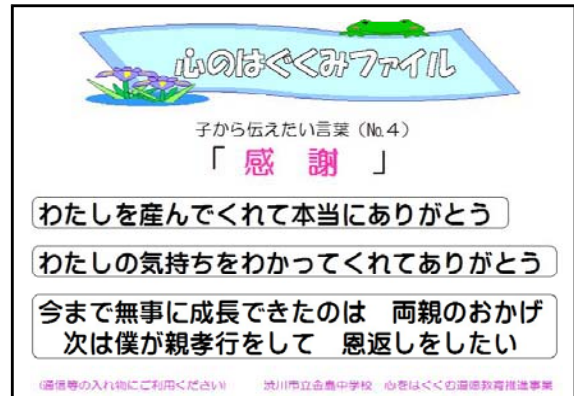 心のはぐくみファイル
子から伝えたい言葉（№4）
「 感 謝 」
わたしを産んでくれて本当にありがとう
わたしの気持ちをわかってくれてありがとう
今まで無事に成長できたのは　両親のおかげ
次は僕が親孝行をして　恩返しをしたい
(通信等の入れ物にご利用ください)　渋川市立金島中学校　心をはぐくむ道徳教育推進事業